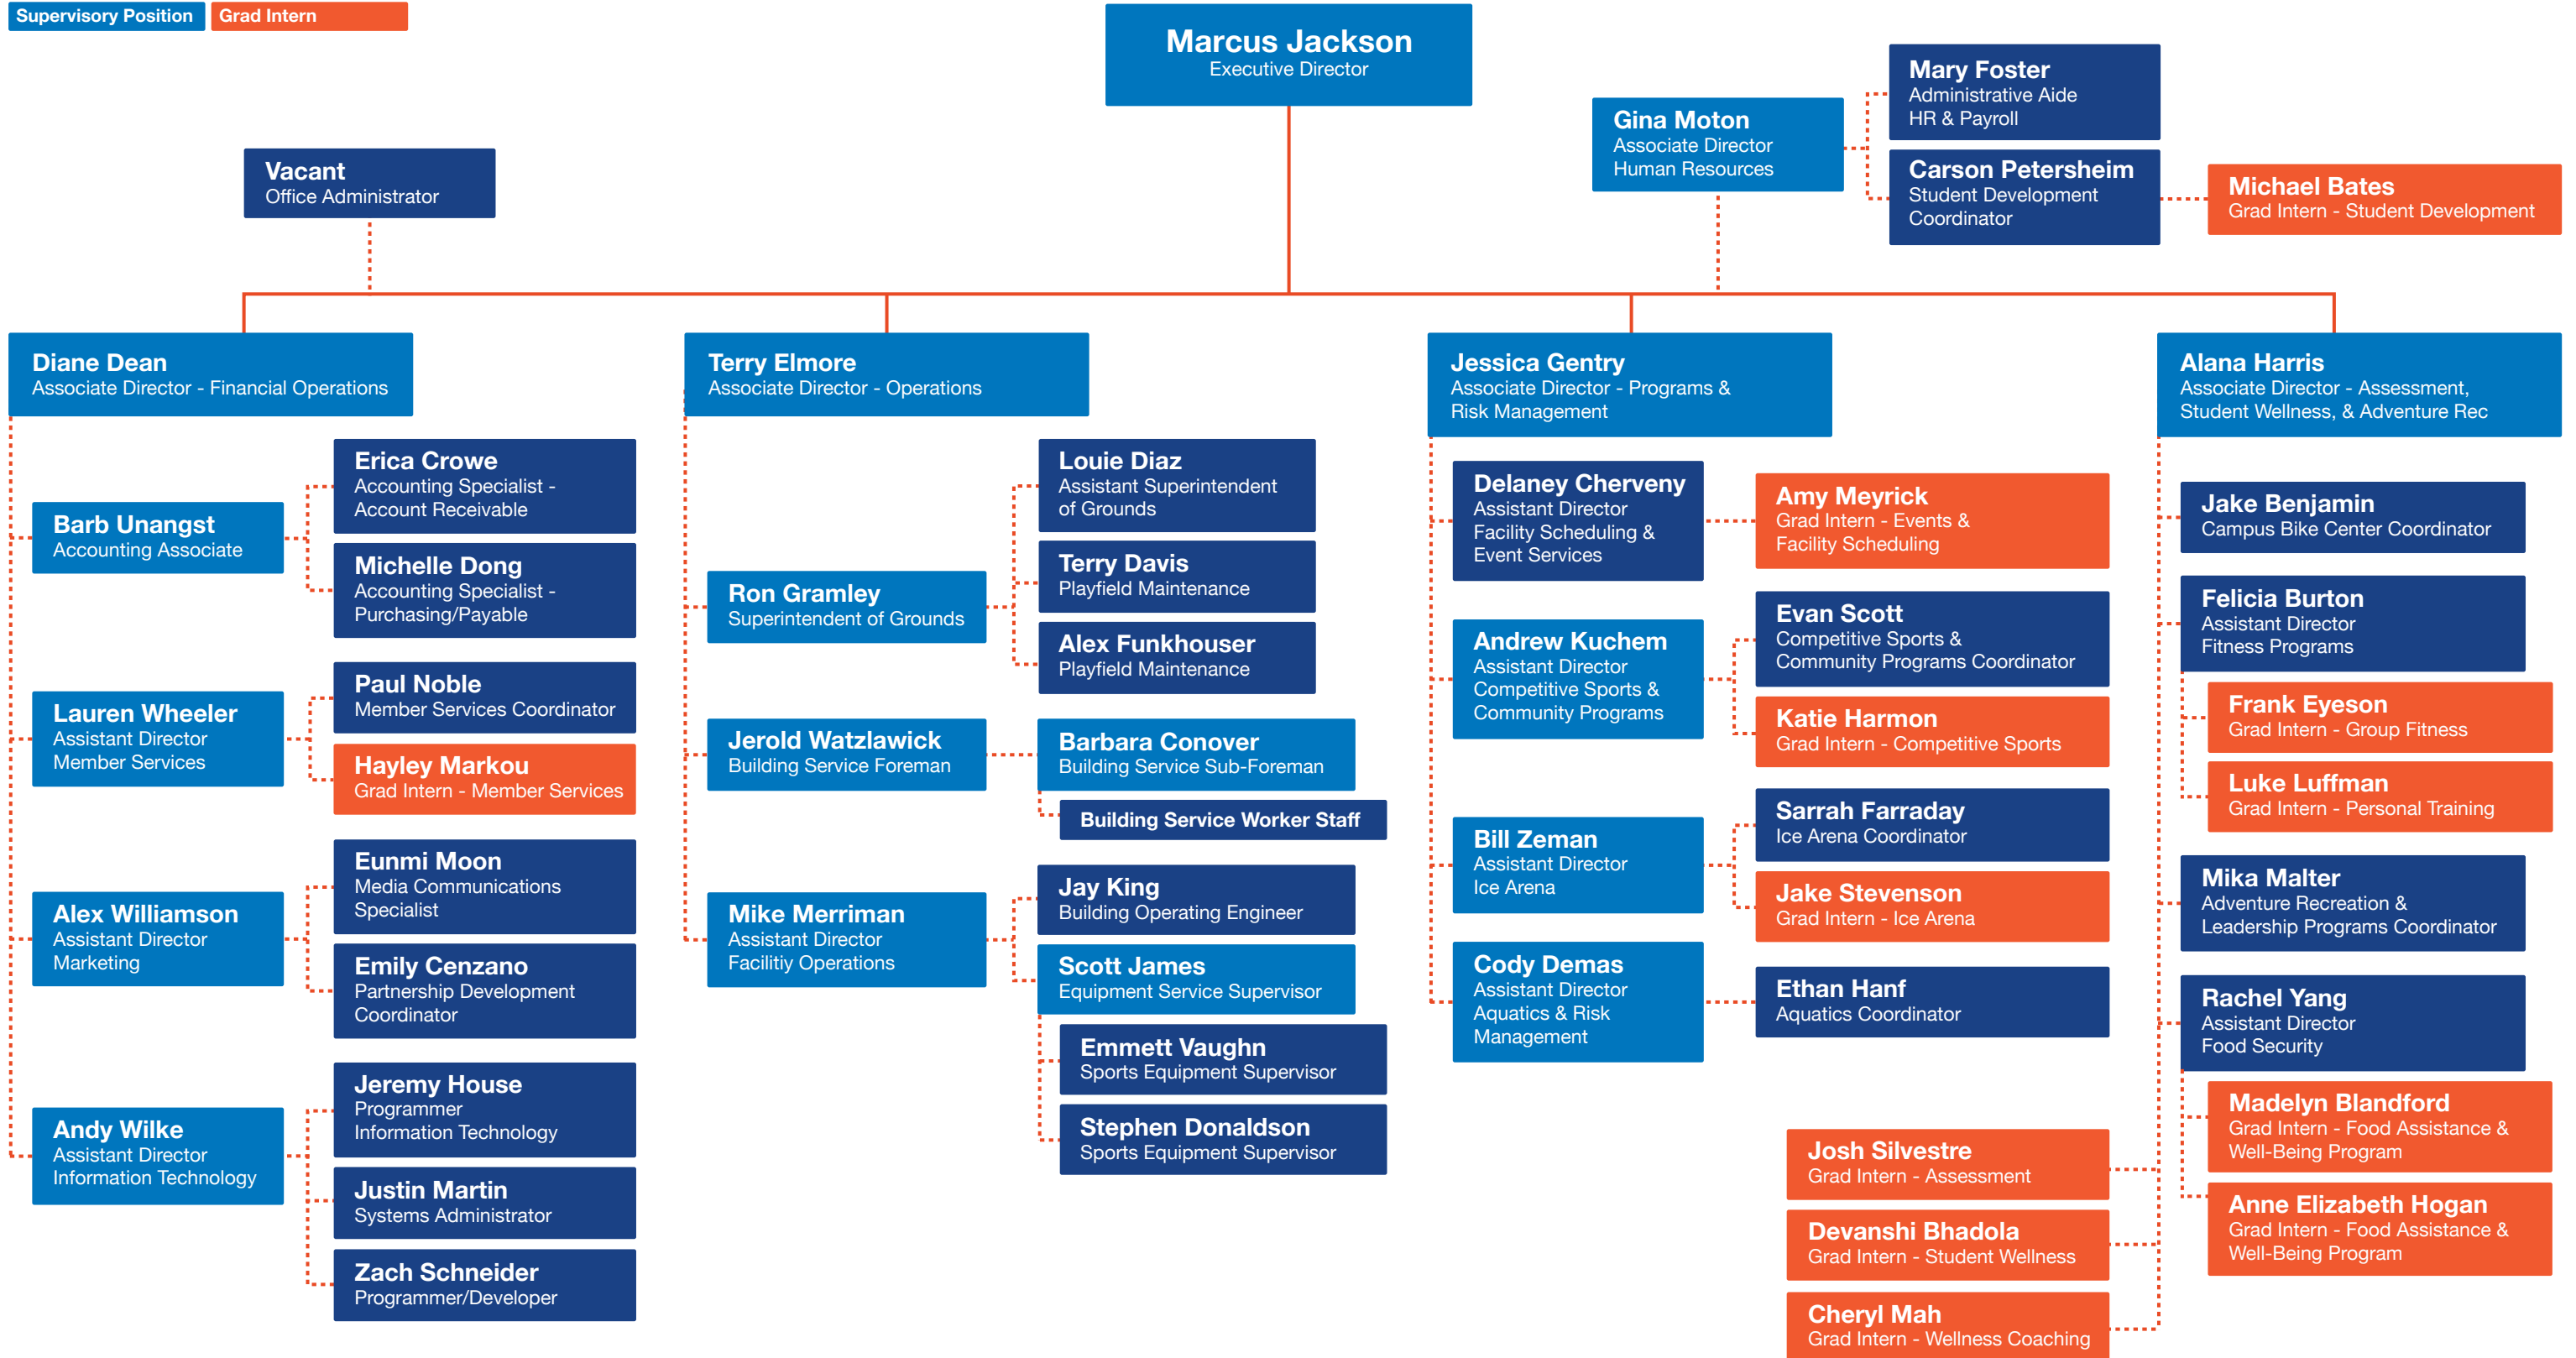 Supervisory Position
Grad Intern
Marcus Jackson
Executive Director
Vacant
Office Administrator
Gina Moton
Associate Director
Human Resources
Mary Foster
Administrative Aide
HR & Payroll
Carson Petersheim
Student Development
Coordinator
Michael Bates
Grad Intern - Student Development
Diane Dean
Associate Director - Financial Operations
Barb Unangst
Accounting Associate
Erica Crowe
Accounting Specialist -
Account Receivable
Michelle Dong
Accounting Specialist -
Purchasing/Payable
Lauren Wheeler
Assistant Director
Member Services
Paul Noble
Member Services Coordinator
Hayley Markou
Grad Intern - Member Services
Alex Williamson
Assistant Director
Marketing
Eunmi Moon
Media Communications
Specialist
Emily Cenzano
Partnership Development
Coordinator
Andy Wilke
Assistant Director
Information Technology
Jeremy House
Programmer
Information Technology
Justin Martin
Systems Administrator
Zach Schneider
Programmer/Developer
Terry Elmore
Associate Director - Operations
Ron Gramley
Superintendent of Grounds
Louie Diaz
Assistant Superintendent
of Grounds
Terry Davis
Playfield Maintenance
Alex Funkhouser
Playfield Maintenance
Jerold Watzlawick
Building Service Foreman
Barbara Conover
Building Service Sub-Foreman
Building Service Worker Staff
Mike Merriman
Assistant Director
Facilitiy Operations
Jay King
Building Operating Engineer
Scott James
Equipment Service Supervisor
Emmett Vaughn
Sports Equipment Supervisor
Stephen Donaldson
Sports Equipment Supervisor
Jessica Gentry
Associate Director - Programs &
Risk Management
Delaney Cherveny
Assistant Director
Facility Scheduling &
Event Services
Amy Meyrick
Grad Intern - Events &
Facility Scheduling
Andrew Kuchem
Assistant Director
Competitive Sports &
Community Programs
Evan Scott
Competitive Sports &
Community Programs Coordinator
Katie Harmon
Grad Intern - Competitive Sports
Bill Zeman
Assistant Director
Ice Arena
Sarrah Farraday
Ice Arena Coordinator
Jake Stevenson
Grad Intern - Ice Arena
Cody Demas
Assistant Director
Aquatics & Risk
Management
Ethan Hanf
Aquatics Coordinator
Alana Harris
Associate Director - Assessment,
Student Wellness, & Adventure Rec
Jake Benjamin
Campus Bike Center Coordinator
Felicia Burton
Assistant Director
Fitness Programs
Frank Eyeson
Grad Intern - Group Fitness
Luke Luffman
Grad Intern - Personal Training
Mika Malter
Adventure Recreation &
Leadership Programs Coordinator
Rachel Yang
Assistant Director
Food Security
Madelyn Blandford
Grad Intern - Food Assistance &
Well-Being Program
Anne Elizabeth Hogan
Grad Intern - Food Assistance &
Well-Being Program
Josh Silvestre
Grad Intern - Assessment
Devanshi Bhadola
Grad Intern - Student Wellness
Cheryl Mah
Grad Intern - Wellness Coaching